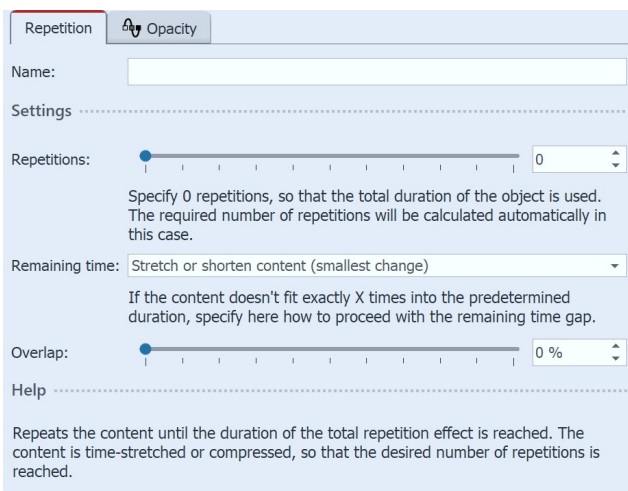 Repetition
Opacity
Name:
Settings
Repetitions:
0
Specify 0 repetitions, so that the total duration of the object is used.
The required number of repetitions will be calculated automatically in
this case.
Remaining time: Stretch or shorten content (smallest change)
If the content doesn't fit exactly X times into the predetermined
duration, specify here how to proceed with the remaining time gap.
Overlap:
0 %
Help
Repeats the content until the duration of the total repetition effect is reached. The
content is time-stretched or compressed, so that the desired number of repetitions is
reached.